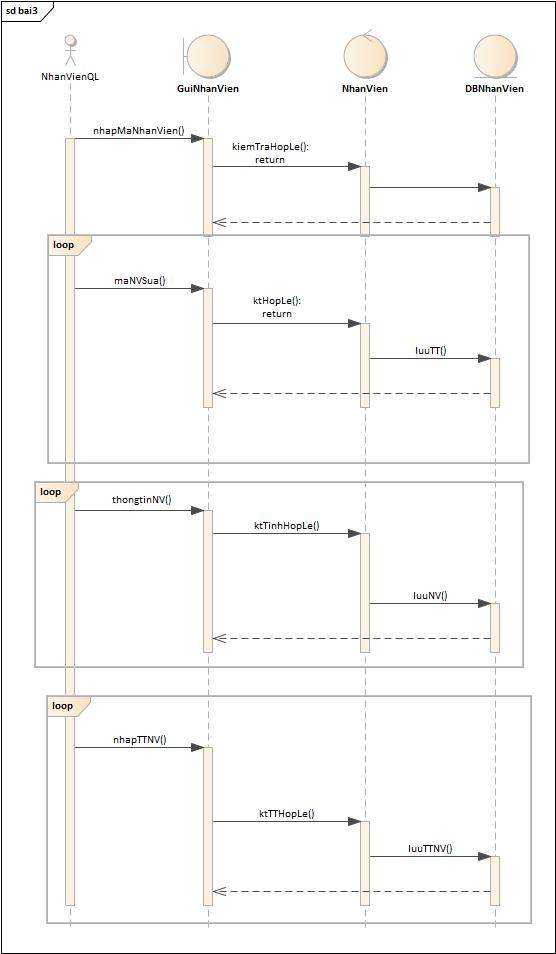 sd bai3
NhanVienQL
GuiNhanVien
NhanVien
DBNhanVien
nhapMaNhanVien()
kiemTraHopLe():
return
loop
maNVSua()
ktHopLe():
return
luuTT()
loop
thongtinNV()
ktTinhHopLe()
luuNV()
loop
nhapTTNV()
ktTTHopLe()
luuTTNV()